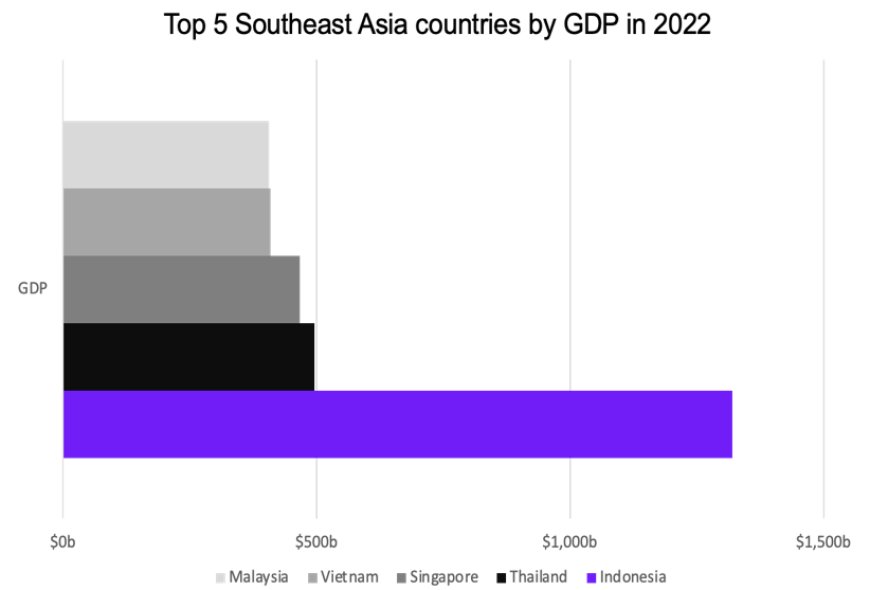 Top 5 Southeast Asia countries by GDP in 2022
GDP
$0b $500b $1,000b $1,500b
Malaysia Vietnam Singapore Thailand Indonesia